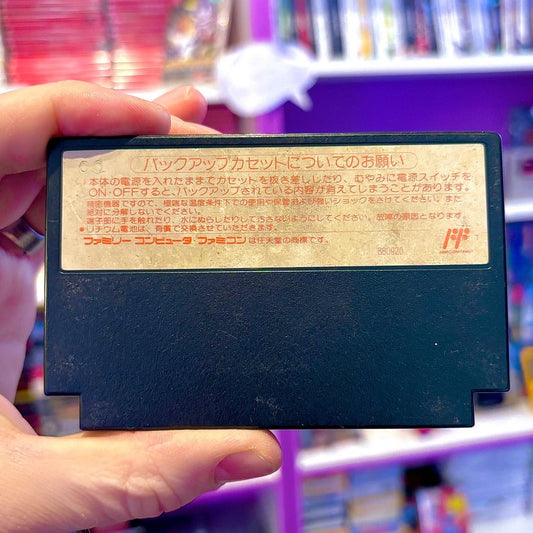 バックアップカセットについてのお願い
●本体の電源を入れたままでカセットを抜き差ししたり、むやみに電源スイッチを
ON・OFFすると、バックアップされている内容が消えてしまうことがあります。
精密機器ですので、極端な温度条件下での使用や保管および強いショックをさけてください。また
絶対に分解しないでください。
端子部に手を触れたり、水にぬらしたりして汚さないようにしてください。故障の原因となります。
●リチウム電池は、有償で交換させていただきます。
ファミリー コンピュータ ファミコン は任天堂の商標です。
880920